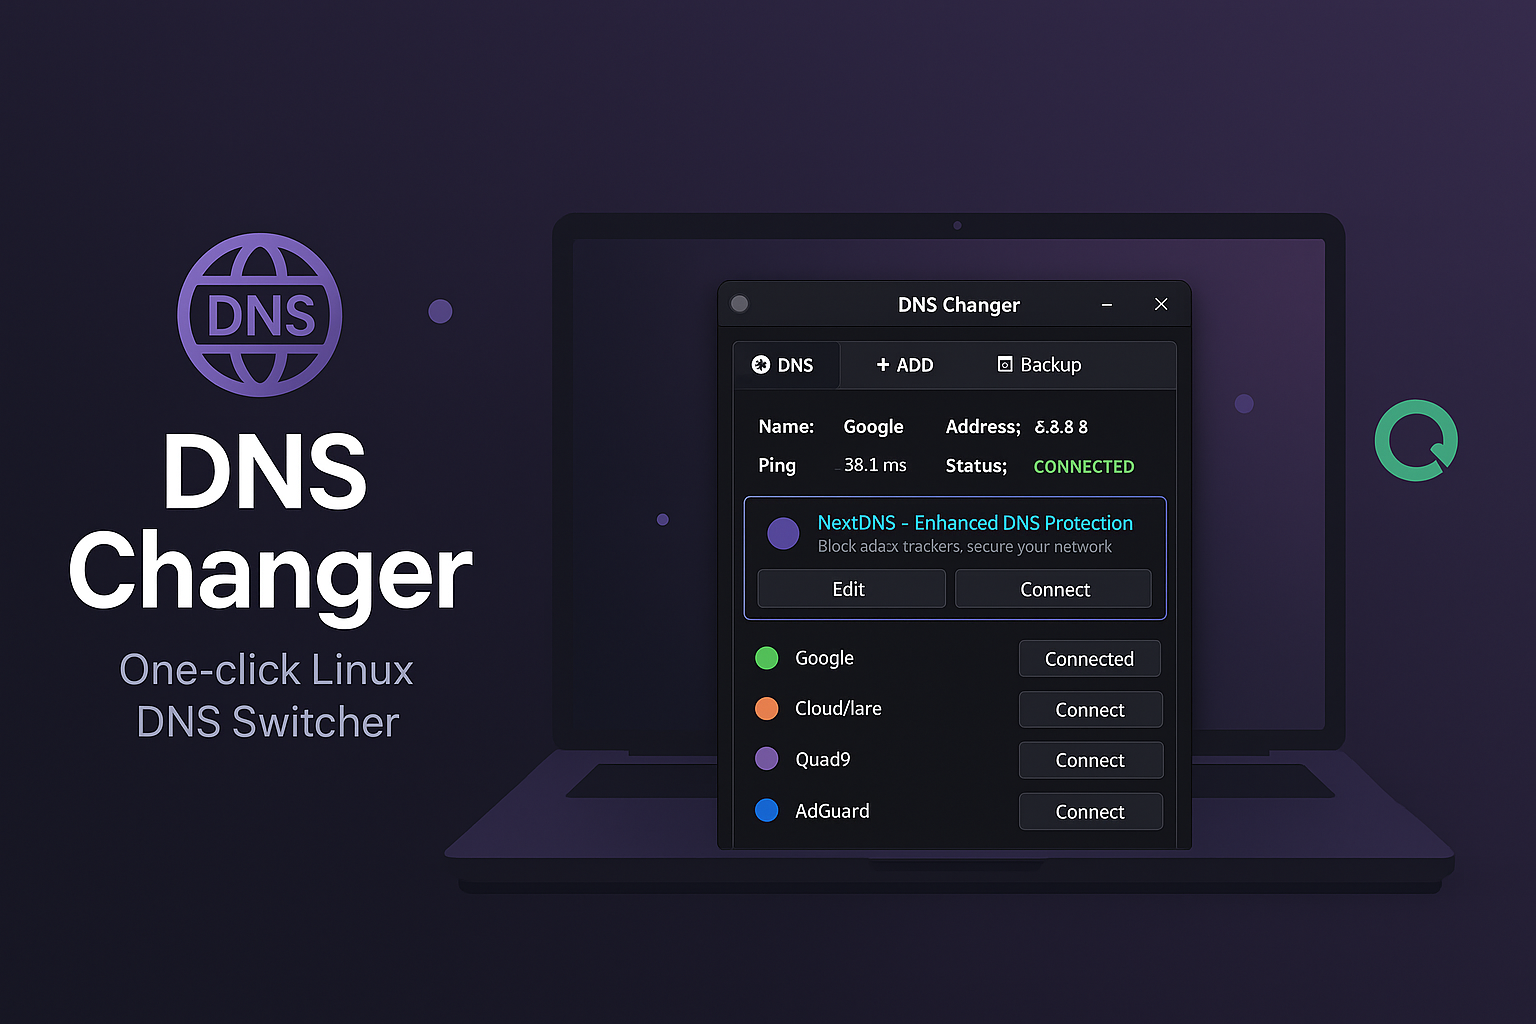 DNS
DNS
Changer
One-click Linux
DNS Switcher
DNS Changer
DNS + ADD Backup
Name: Google Address; 8.8.8 8
Ping 38.1 ms Status; CONNECTED
NextDNS - Enhanced DNS Protection
Block trackers, secure your network
Edit Connect
Google Connected
Cloud/lare Connect
Quad9 Connect
AdGuard Connect